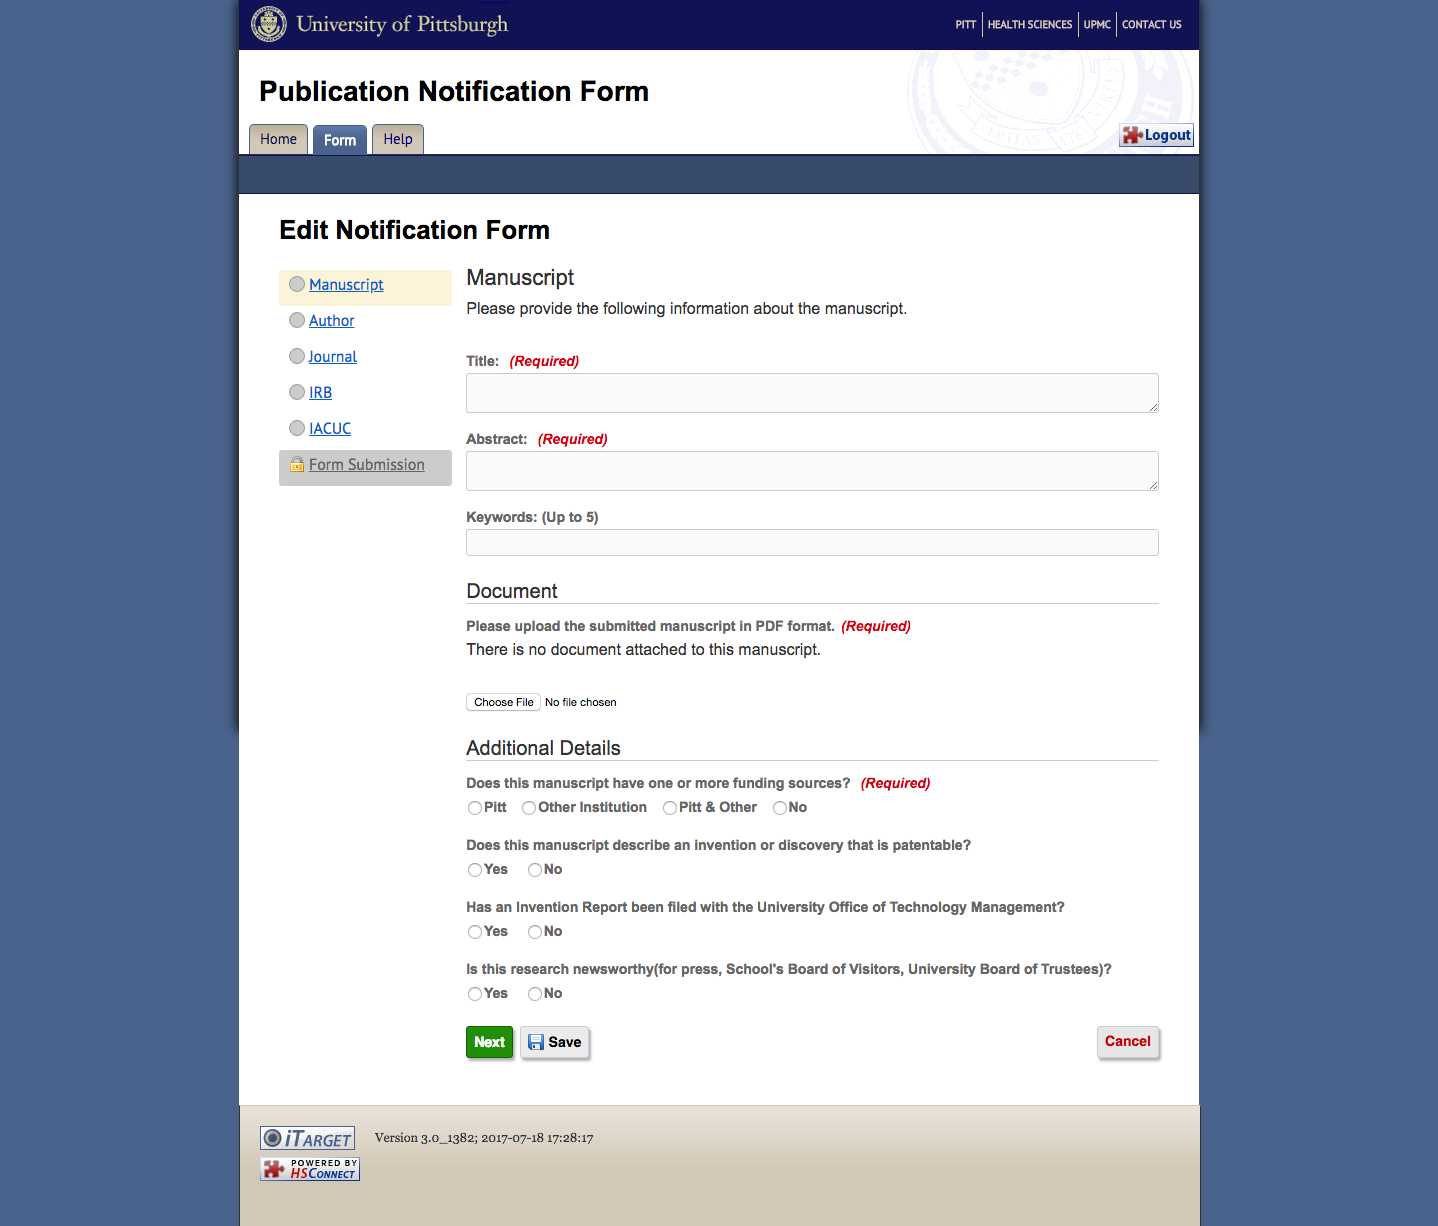 University of Pittsburgh
PITT HEALTH SCIENCES UPMC CONTACT US
Publication Notification Form
Home Form Help
Logout
Edit Notification Form
Manuscript
Author
Journal
IRB
IACUC
Form Submission
Manuscript
Please provide the following information about the manuscript.
Title: (Required)
Abstract: (Required)
Keywords: (Up to 5)
Document
Please upload the submitted manuscript in PDF format. (Required)
There is no document attached to this manuscript.
Choose File No file chosen
Additional Details
Does this manuscript have one or more funding sources? (Required)
Pitt Other Institution Pitt & Other No
Does this manuscript describe an invention or discovery that is patentable?
Yes No
Has an Invention Report been filed with the University Office of Technology Management?
Yes No
Is this research newsworthy(for press, School's Board of Visitors, University Board of Trustees)?
Yes No
Next Save Cancel
iTARGET Version 3.0_1382; 2017-07-18 17:28:17
POWERED BY
HSCONNECT